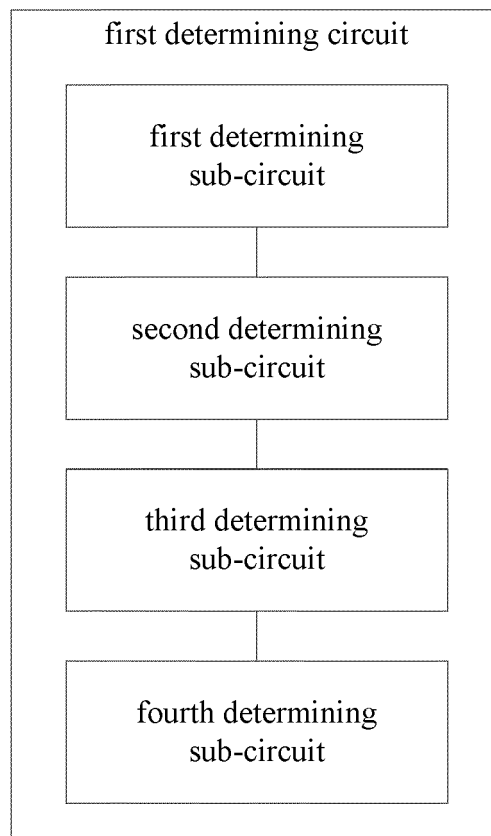 first determining circuit
first determining
sub-circuit
second determining
sub-circuit
third determining
sub-circuit
fourth determining
sub-circuit